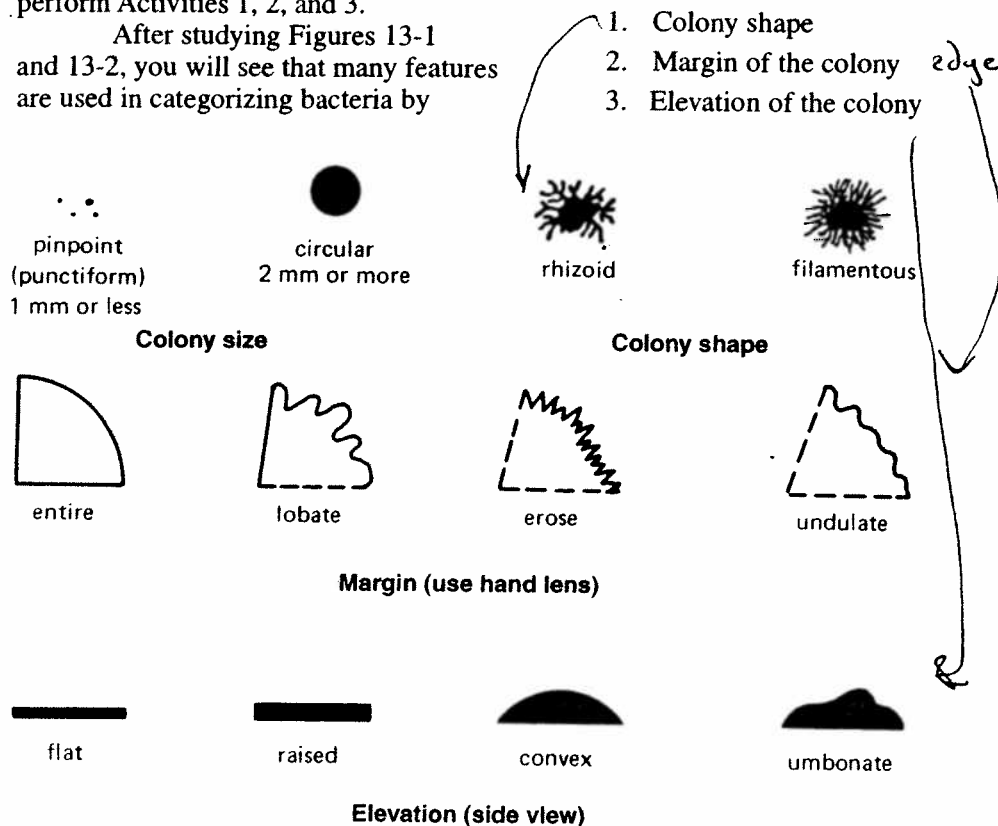 perform Activities 1, 2, and 3.
After studying Figures 13-1
and 13-2, you will see that many features
are used in categorizing bacteria by
1. Colony shape
2. Margin of the colony edge
3. Elevation of the colony
pinpoint
(punctiform)
1 mm or less
circular
2 mm or more
Colony size
rhizoid
filamentous
Colony shape
entire
lobate
erose
undulate
Margin (use hand lens)
flat
raised
convex
umbonate
Elevation (side view)